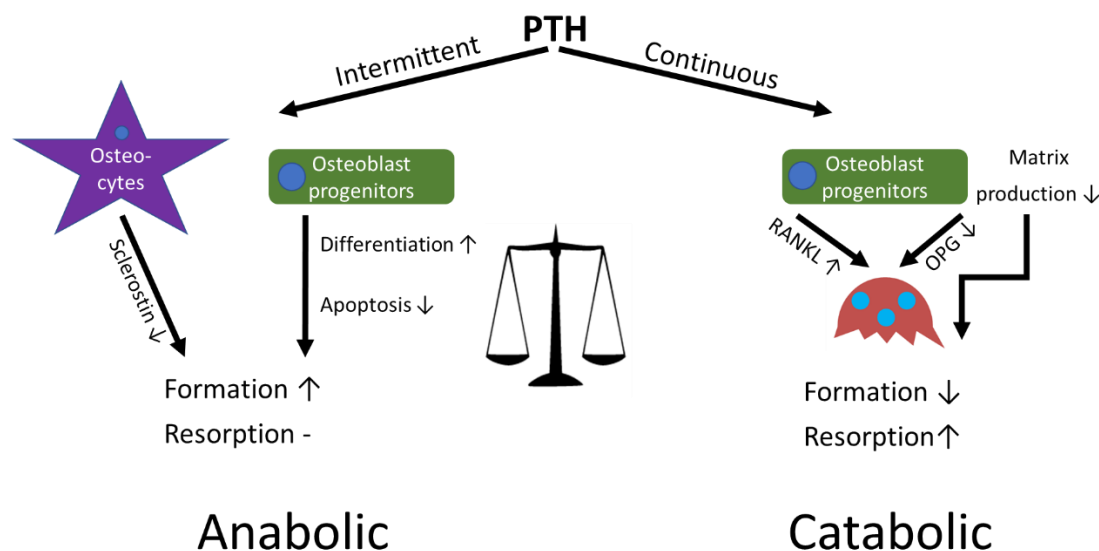 PTH
Intermittent
Continuous
Osteo-
cytes
Osteoblast
progenitors
Osteoblast
progenitors
Matrix
production ↓
Sclerostin ↓
Differentiation ↑
Apoptosis ↓
RANKL ↑
OPG ↓
Formation ↑
Resorption -
Formation ↓
Resorption↑
Anabolic
Catabolic